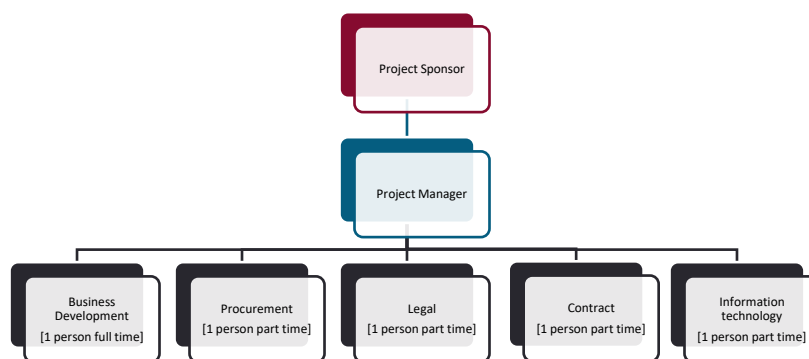 Project Sponsor
Project Manager
Business
Development
[1 person full time]
Procurement
[1 person part time]
Legal
[1 person part time]
Contract
[1 person part time]
Information
technology
[1 person part time]